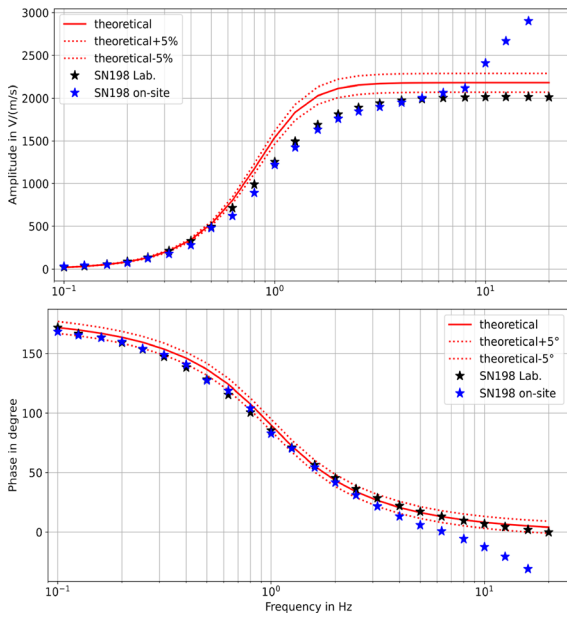 3000
2500
2000
1500
1000
500
0
Amplitude in V/(m/s)
theoretical
theoretical+5%
theoretical-5%
SN198 Lab.
SN198 on-site
10⁻¹ 10⁰ 10¹
150
100
50
0
Phase in degree
theoretical
theoretical+5°
theoretical-5°
SN198 Lab.
SN198 on-site
10⁻¹ 10⁰ 10¹
Frequency in Hz